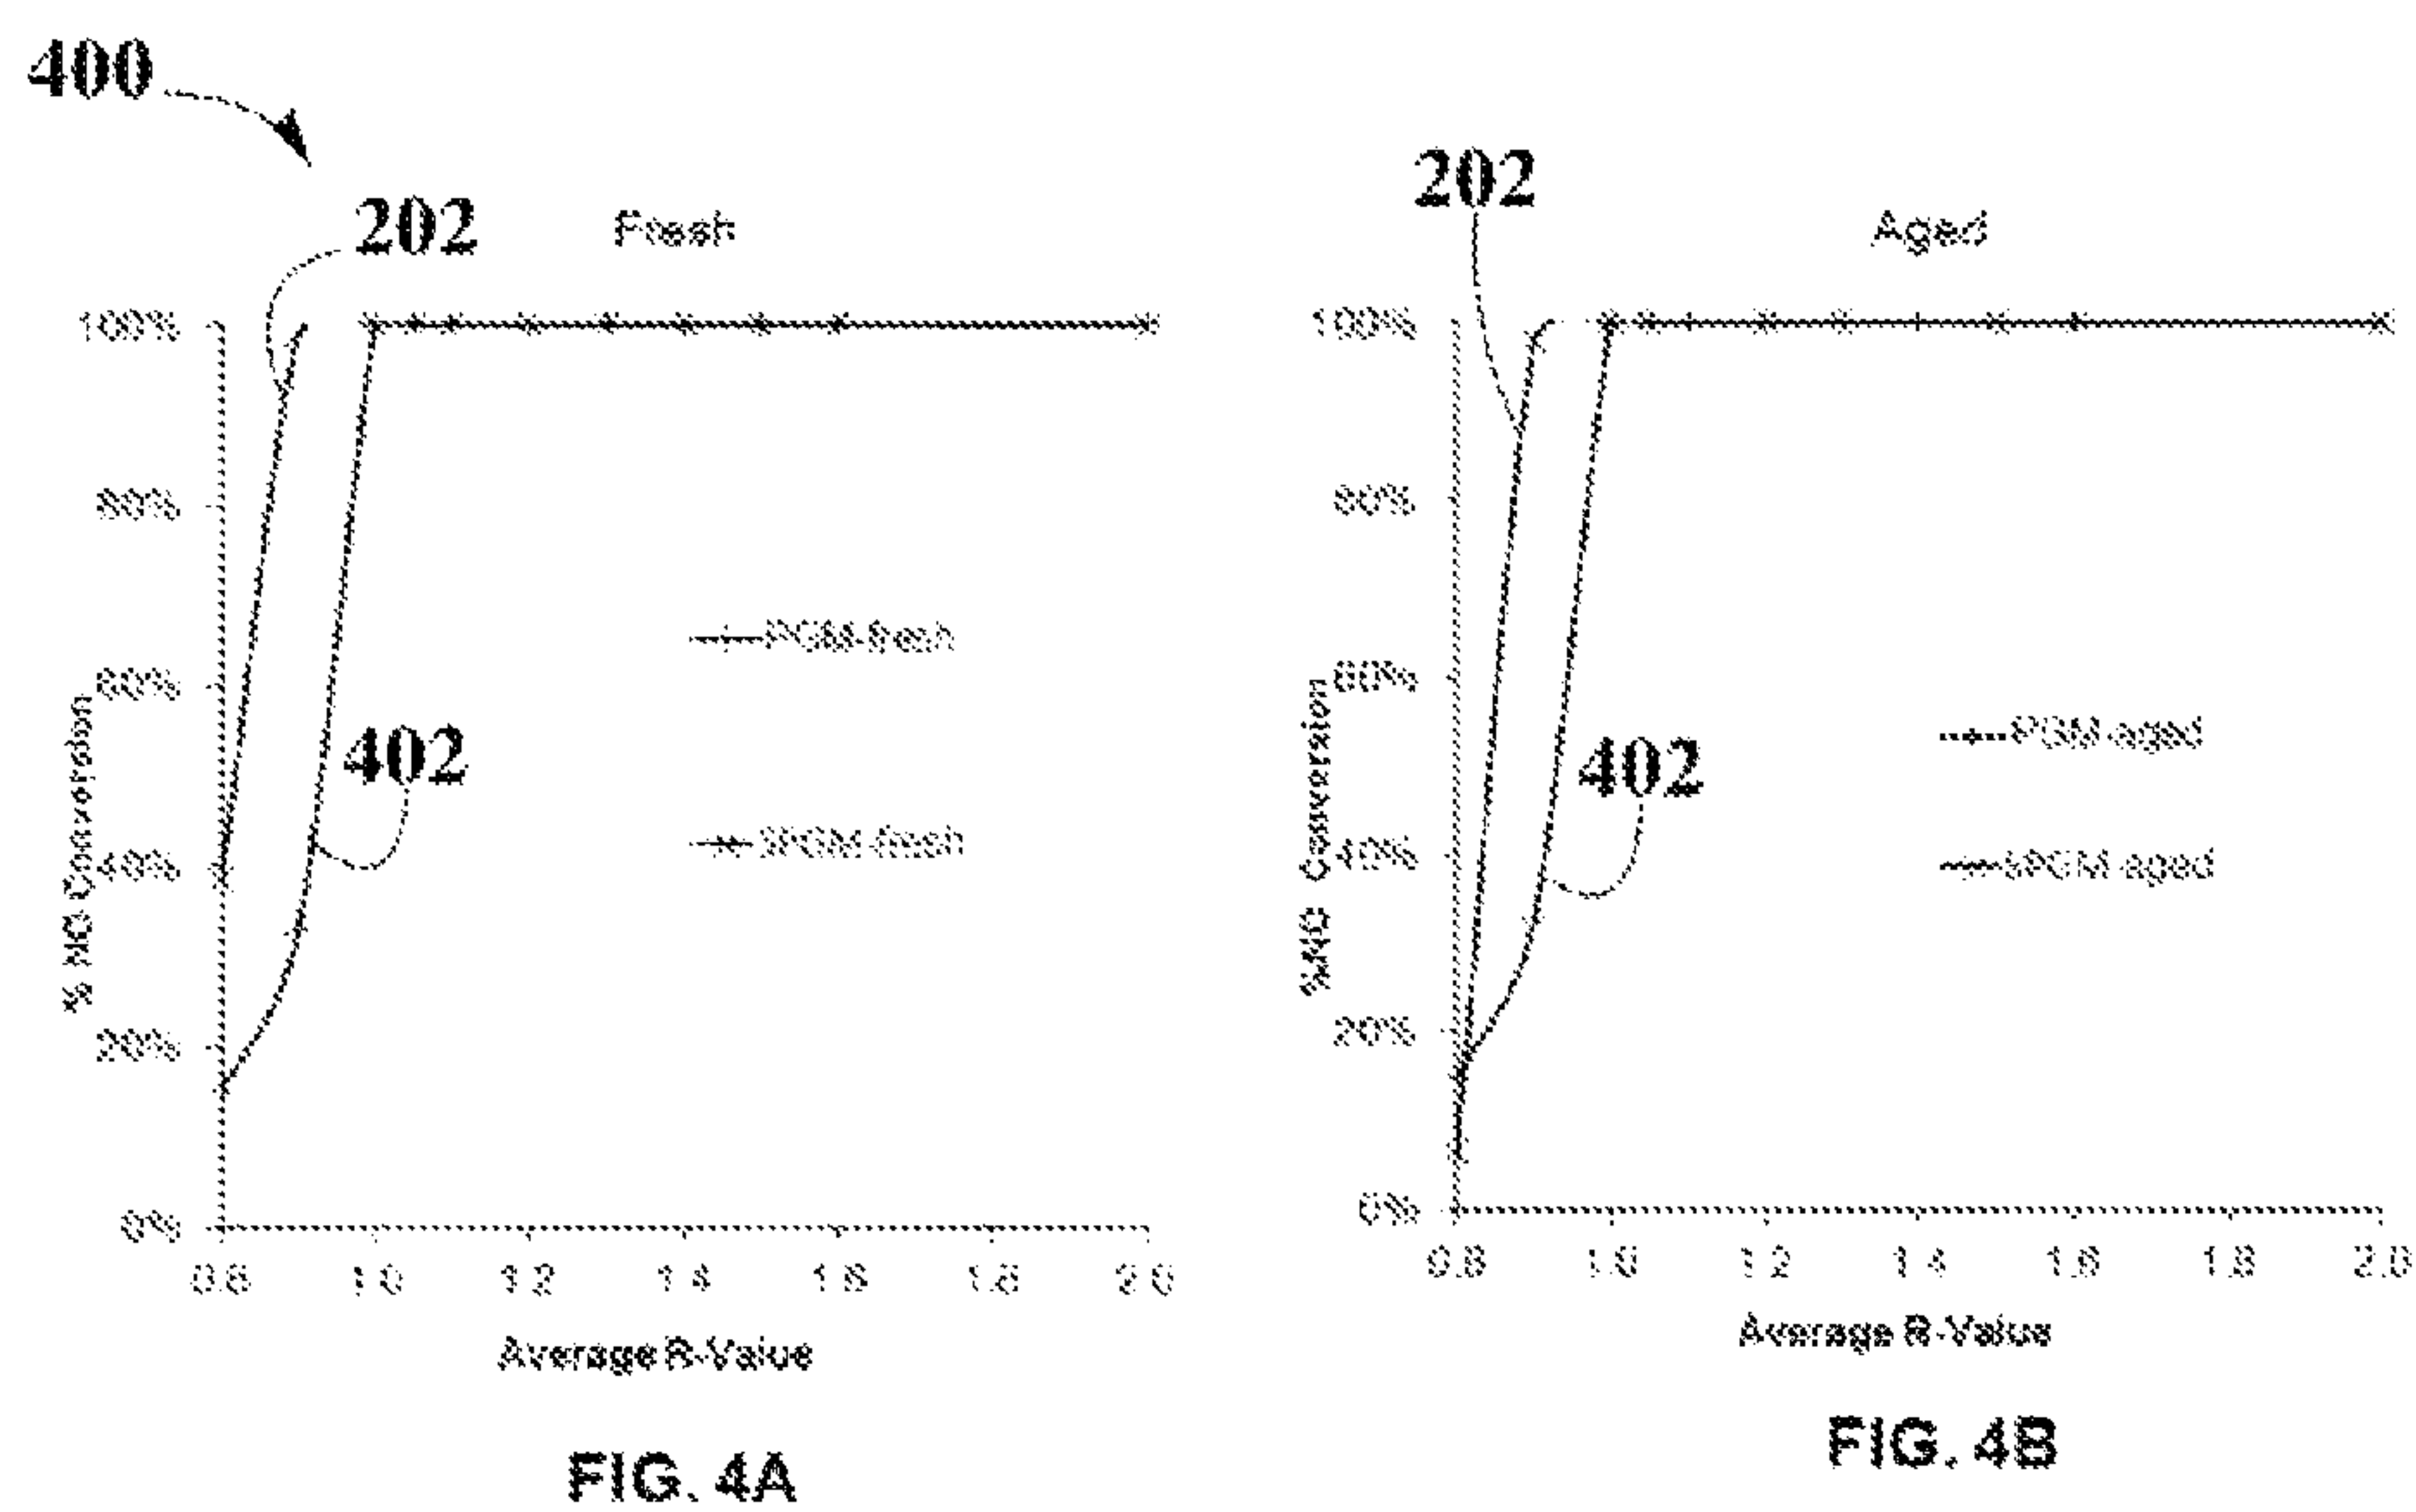 400
202
Fresh
100%
80%
60%
40%
20%
0%
% NO Conversion
402
PGM-fresh
SPGM-fresh
0.8 1.0 1.2 1.4 1.6 1.8 2.0
Average R-Value
FIG. 4A
202
Aged
100%
80%
60%
40%
20%
0%
%NO Conversion
402
PGM-aged
SPGM-aged
0.8 1.0 1.2 1.4 1.6 1.8 2.0
Average R-Value
FIG. 4B